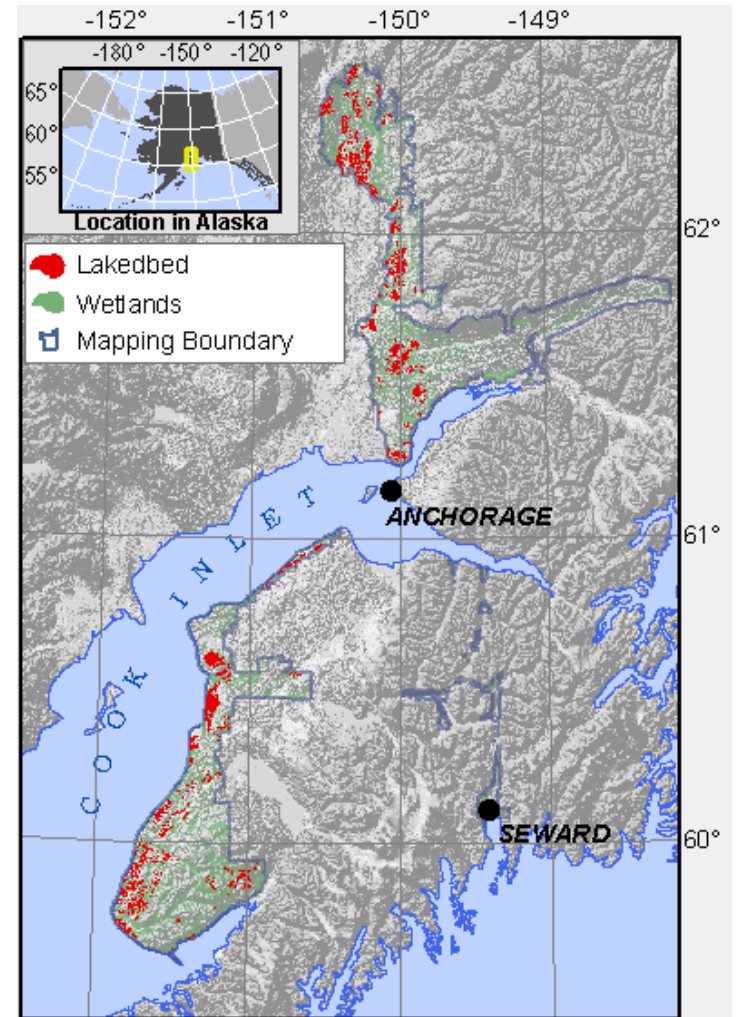 -152° -151° -150° -149°
-180° -150° -120°
65°
60°
55°
Location in Alaska
Lakedbed
Wetlands
Mapping Boundary
62°
ANCHORAGE
61°
COOK INLET
SEWARD
60°